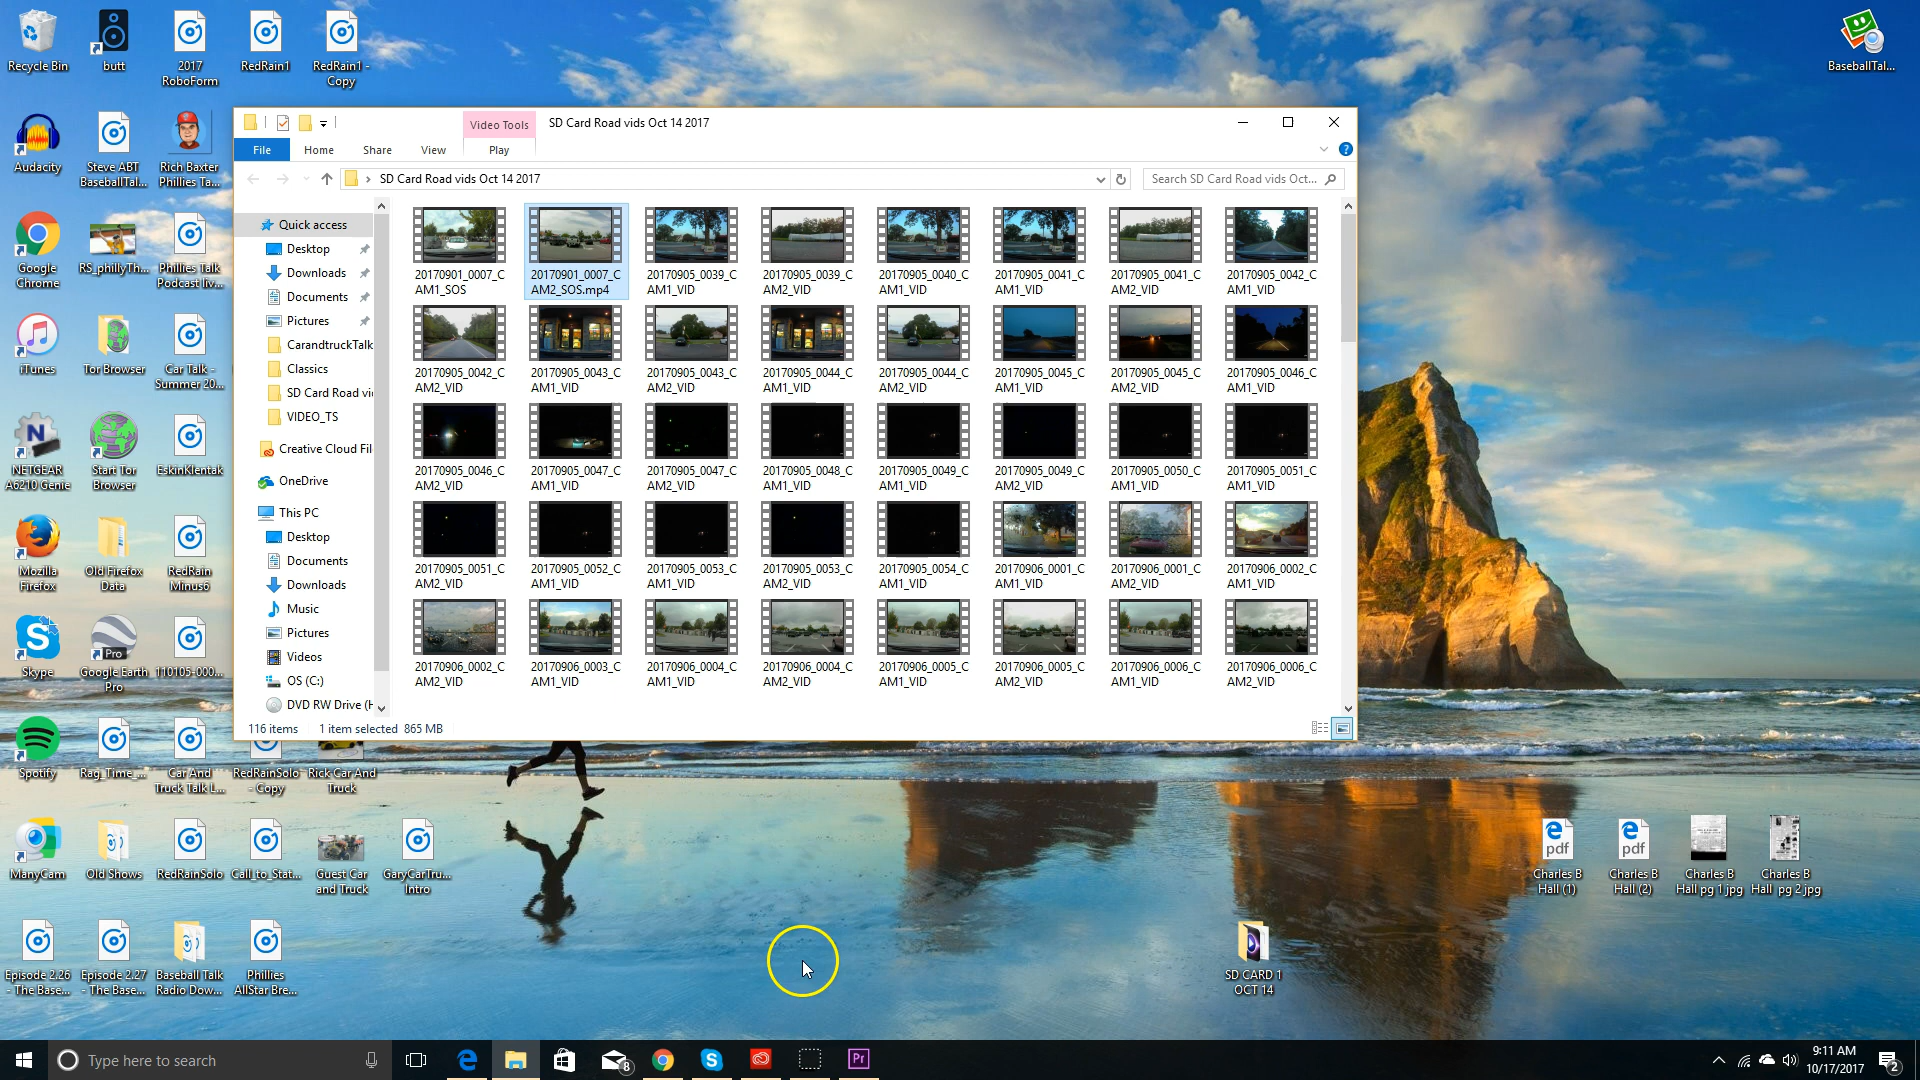 Recycle Bin
butt
2017
RoboForm
RedRain1
RedRain1 -
Copy
BaseballTal...
Audacity
Steve ABT
BaseballTal...
Rich Baxter
Phillies Ta...
Google
Chrome
RS_phillyTh...
Phillies Talk
Podcast liv...
iTunes
Tor Browser
Car Talk -
Summer 20...
NETGEAR
A6210 Genie
Start Tor
Browser
EskinKlentak
Mozilla
Firefox
Old Firefox
Data
RedRain
Minus6
Skype
Google Earth
Pro
110105-000...
Spotify
Rag_Time_...
Car And
Truck Talk L...
RedRainSolo
- Copy
Rick Car And
Truck
ManyCam
Old Shows
RedRainSolo
Call_to_Stat...
Guest Car
and Truck
GaryCarTru...
Intro
Episode 2.26
- The Base...
Episode 2.27
- The Base...
Baseball Talk
Radio Dow...
Phillies
AllStar Bre...
Video Tools
SD Card Road vids Oct 14 2017
File
Home
Share
View
Play
SD Card Road vids Oct 14 2017
Search SD Card Road vids Oct...
Quick access
Desktop
Downloads
Documents
Pictures
CarandtruckTalk
Classics
SD Card Road vi
VIDEO_TS
Creative Cloud Fil
OneDrive
This PC
Desktop
Documents
Downloads
Music
Pictures
Videos
OS (C:)
DVD RW Drive (H
20170901_0007_C
AM1_SOS
20170901_0007_C
AM2_SOS.mp4
20170905_0039_C
AM1_VID
20170905_0039_C
AM2_VID
20170905_0040_C
AM1_VID
20170905_0041_C
AM1_VID
20170905_0041_C
AM2_VID
20170905_0042_C
AM1_VID
20170905_0042_C
AM2_VID
20170905_0043_C
AM1_VID
20170905_0043_C
AM2_VID
20170905_0044_C
AM1_VID
20170905_0044_C
AM2_VID
20170905_0045_C
AM1_VID
20170905_0045_C
AM2_VID
20170905_0046_C
AM1_VID
20170905_0046_C
AM2_VID
20170905_0047_C
AM1_VID
20170905_0047_C
AM2_VID
20170905_0048_C
AM1_VID
20170905_0049_C
AM1_VID
20170905_0049_C
AM2_VID
20170905_0050_C
AM1_VID
20170905_0051_C
AM1_VID
20170905_0051_C
AM2_VID
20170905_0052_C
AM1_VID
20170905_0053_C
AM1_VID
20170905_0053_C
AM2_VID
20170905_0054_C
AM1_VID
20170906_0001_C
AM1_VID
20170906_0001_C
AM2_VID
20170906_0002_C
AM1_VID
20170906_0002_C
AM2_VID
20170906_0003_C
AM1_VID
20170906_0004_C
AM1_VID
20170906_0004_C
AM2_VID
20170906_0005_C
AM1_VID
20170906_0005_C
AM2_VID
20170906_0006_C
AM1_VID
20170906_0006_C
AM2_VID
116 items
1 item selected 865 MB
pdf
Charles B
Hall (1)
pdf
Charles B
Hall (2)
Charles B
Hall pg 1 jpg
Charles B
Hall pg 2 jpg
SD CARD 1
OCT 14
Type here to search
8
Pr
9:11 AM
10/17/2017
2